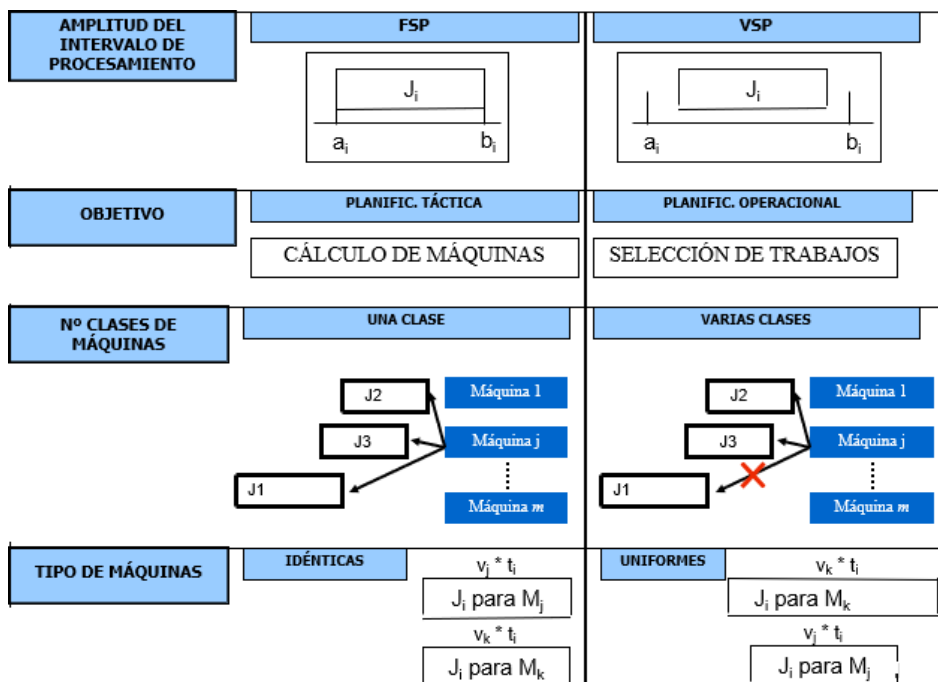 AMPLITUD DEL
INTERVALO DE
PROCESAMIENTO
FSP
VSP
Jᵢ
aᵢ
bᵢ
Jᵢ
aᵢ
bᵢ
OBJETIVO
PLANIFIC. TÁCTICA
PLANIFIC. OPERACIONAL
CÁLCULO DE MÁQUINAS
SELECCIÓN DE TRABAJOS
Nº CLASES DE
MÁQUINAS
UNA CLASE
VARIAS CLASES
J2
Máquina 1
J3
Máquina j
J1
Máquina m
J2
Máquina 1
J3
Máquina j
J1
Máquina m
TIPO DE MÁQUINAS
IDÉNTICAS
vⱼ * tᵢ
Jᵢ para Mⱼ
vₖ * tᵢ
Jᵢ para Mₖ
UNIFORMES
vₖ * tᵢ
Jᵢ para Mₖ
vⱼ * tᵢ
Jᵢ para Mⱼ ,